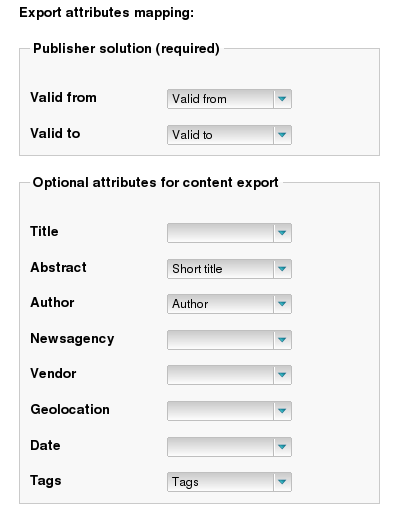 Export attributes mapping:
Publisher solution (required)
Valid from Valid from
Valid to Valid to
Optional attributes for content export
Title
Abstract Short title
Author Author
Newsagency
Vendor
Geolocation
Date
Tags Tags